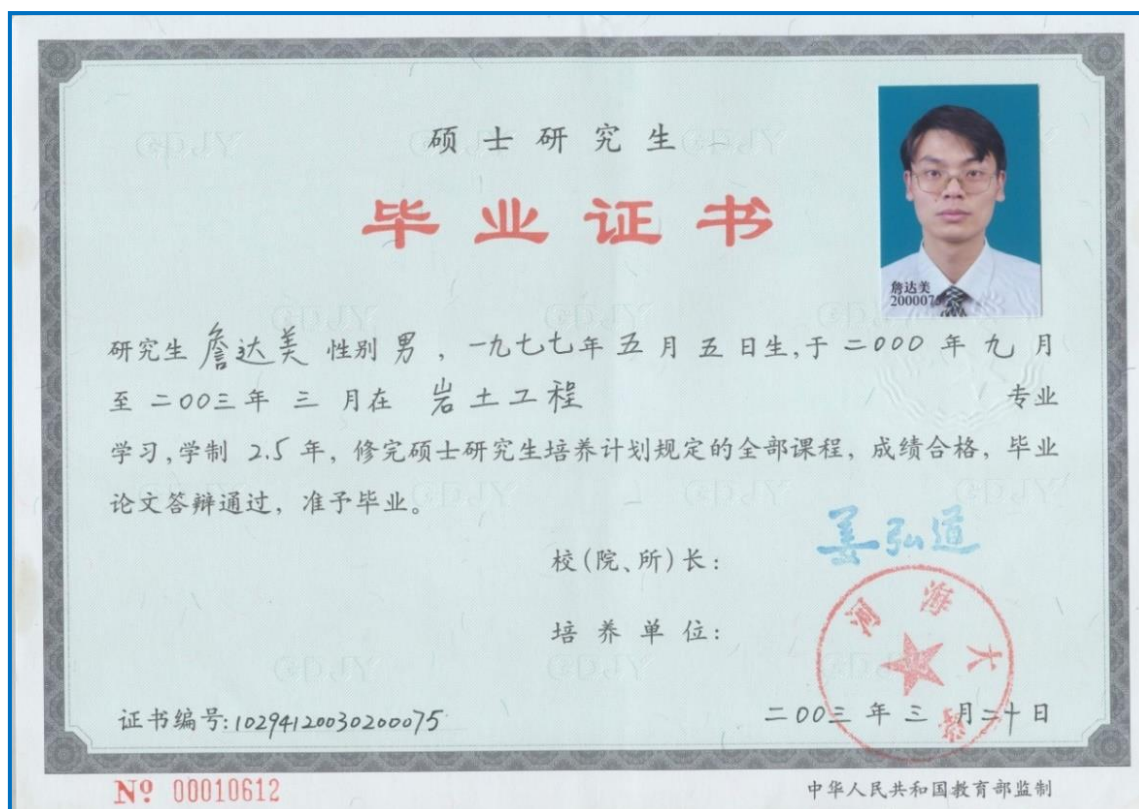 硕士研究生
毕业证书
詹达美
2000075
研究生 詹达美 性别 男 ,一九七七年 五 月 五 日生,于 二000 年 九 月
至 二00三年 三 月在 岩土工程 专业
学习,学制 2.5 年,修完硕士研究生培养计划规定的全部课程,成绩合格,毕业
论文答辩通过,准予毕业。
校(院、所)长: 姜弘道
培养单位:
河海大学
证书编号:10294120030200075
二00三 年 三 月二十日
№ 00010612
中华人民共和国教育部监制
GDJY